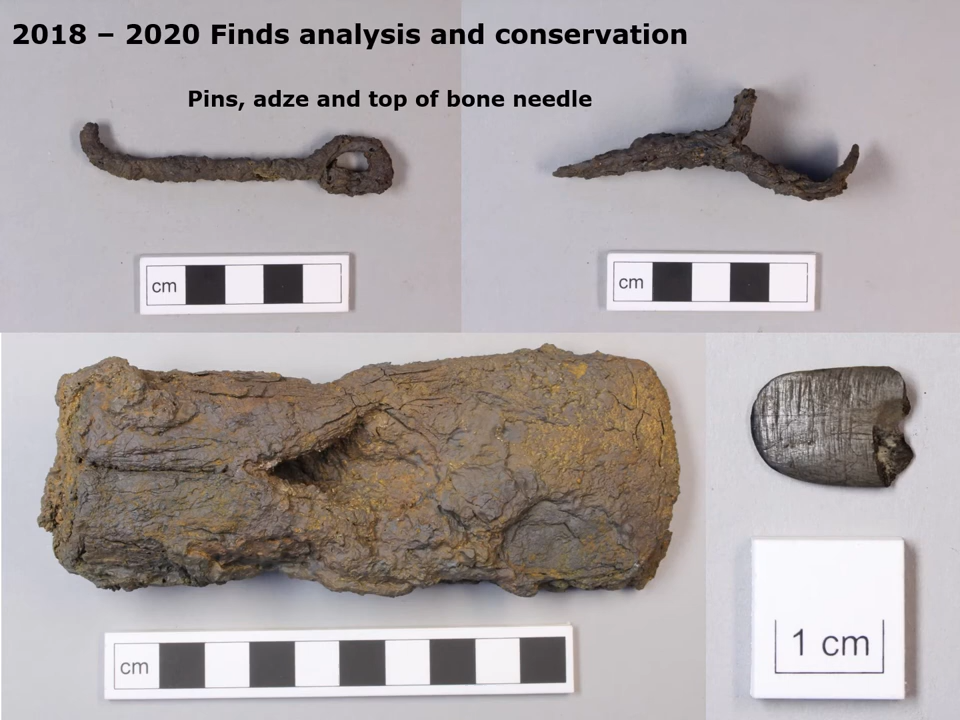 2018 – 2020 Finds analysis and conservation
Pins, adze and top of bone needle
cm
cm
cm
1 cm